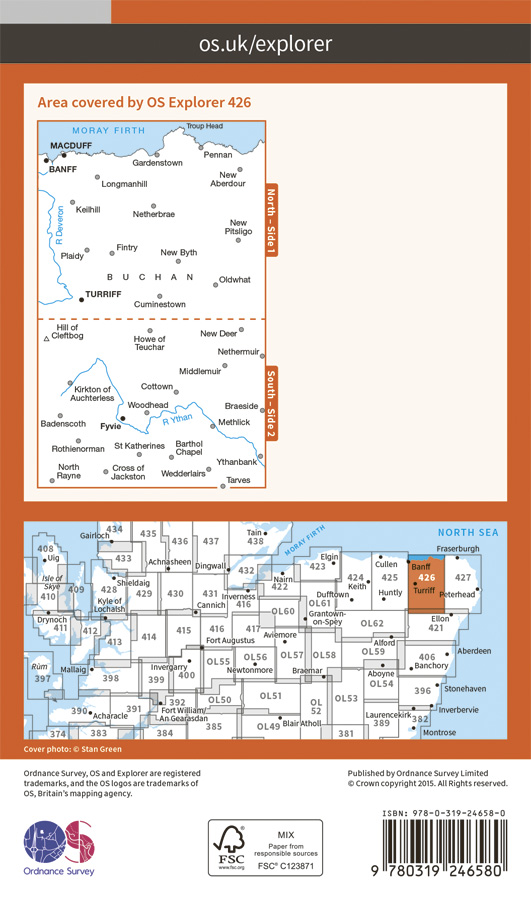 os.uk/explorer
Area covered by OS Explorer 426
MORAY FIRTH
Troup Head
MACDUFF
BANFF
Gardenstown
Pennan
Longmanhill
New
Aberdour
Keilhill
Netherbrae
R Deveron
New
Pitsligo
Fintry
Plaidy
New Byth
BUCHAN
Oldwhat
TURRIFF
Cuminestown
North – Side 1
Hill of
Cleftbog
Howe of
Teuchar
New Deer
Nethermuir
Middlemuir
Cottown
Kirkton of
Auchterless
Woodhead
Braeside
Badenscoth
Fyvie
R Ythan
Methlick
Rothienorman
St Katherines
Barthol
Chapel
Ythanbank
North
Rayne
Cross of
Jackston
Wedderlairs
Tarves
South – Side 2
NORTH SEA
MORAY FIRTH
434
435
436
437
Tain
438
Gairloch
408
Uig
433
Achnasheen
Dingwall
432
Nairn
422
Elgin
423
Cullen
Banff
Fraserburgh
Isle of
Skye
410
409
Shieldaig
428
429
430
431
Inverness
416
Cannich
OL60
OL61
Dufftown
424
Keith
425
Huntly
426
Turriff
427
Peterhead
Kyle of
Lochalsh
Drynoch
411
412
413
414
415
416
417
Fort Augustus
Aviemore
Grantown-
on-Spey
OL62
Ellon
421
Alford
OL59
Aberdeen
Rùm
397
Mallaig
398
Invergarry
399
400
OL55
OL56
Newtonmore
OL57
OL58
Braemar
Aboyne
OL54
406
Banchory
396
Stonehaven
390
Acharacle
391
392
Fort William/
An Gearasdan
OL50
OL51
OL
52
OL53
Laurencekirk
389
382
Inverbervie
Montrose
374
383
384
385
OL49
Blair Atholl
381
Cover photo: © Stan Green
Ordnance Survey, OS and Explorer are registered
trademarks, and the OS logos are trademarks of
OS, Britain's mapping agency.
Published by Ordnance Survey Limited
© Crown copyright 2015. All Rights reserved.
OS
Ordnance Survey
FSC
www.fsc.org
MIX
Paper from
responsible sources
FSC® C123871
ISBN: 978-0-319-24658-0
9 780319 246580